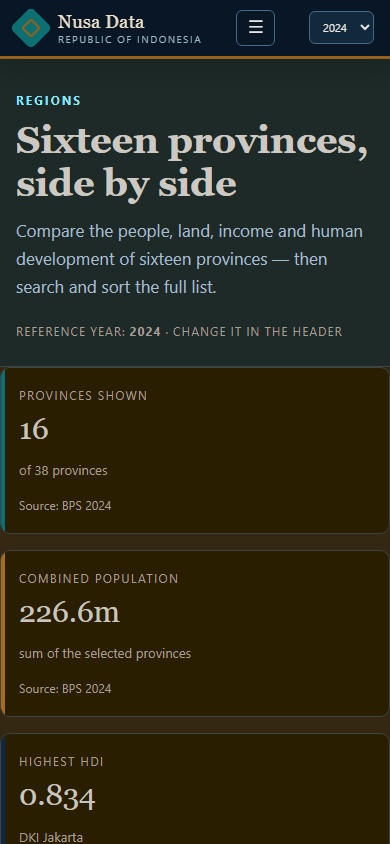 Nusa Data
REPUBLIC OF INDONESIA
☰
2024
REGIONS
Sixteen provinces,
side by side
Compare the people, land, income and human
development of sixteen provinces — then
search and sort the full list.
REFERENCE YEAR: 2024 · CHANGE IT IN THE HEADER
PROVINCES SHOWN
16
of 38 provinces
Source: BPS 2024
COMBINED POPULATION
226.6m
sum of the selected provinces
Source: BPS 2024
HIGHEST HDI
0.834
DKI Jakarta